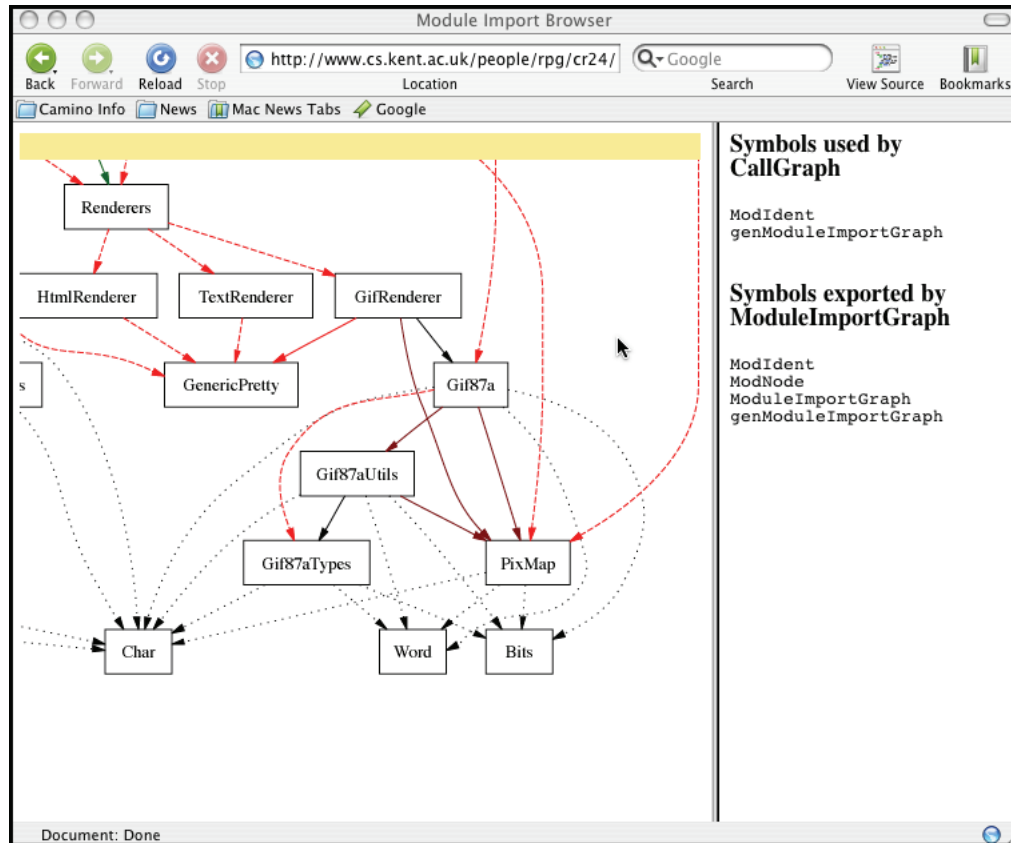 Module Import Browser
Back Forward Reload Stop
http://www.cs.kent.ac.uk/people/rpg/cr24/
Location
Google
Search
View Source Bookmarks
Camino Info News Mac News Tabs Google
Renderers
HtmlRenderer TextRenderer GifRenderer
s GenericPretty Gif87a
Gif87aUtils
Gif87aTypes PixMap
Char Word Bits
Symbols used by
CallGraph
ModIdent
genModuleImportGraph
Symbols exported by
ModuleImportGraph
ModIdent
ModNode
ModuleImportGraph
genModuleImportGraph
Document: Done